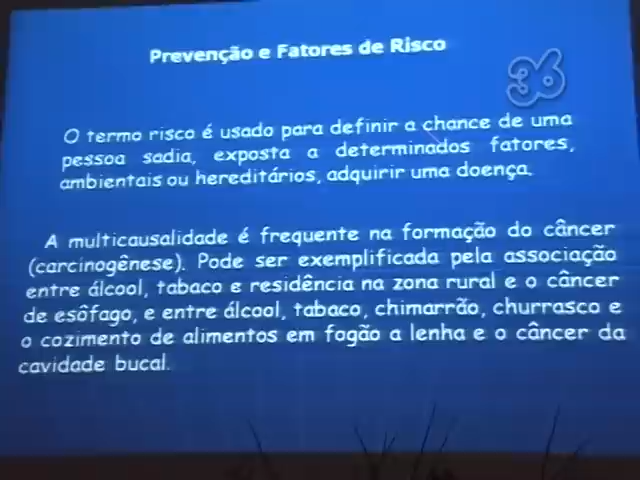 Prevenção e Fatores de Risco
36
O termo risco é usado para definir a chance de uma
pessoa sadia, exposta a determinados fatores,
ambientais ou hereditários, adquirir uma doença.
A multicausalidade é frequente na formação do câncer
(carcinogênese). Pode ser exemplificada pela associação
entre álcool, tabaco e residência na zona rural e o câncer
de esôfago, e entre álcool, tabaco, chimarrão, churrasco e
o cozimento de alimentos em fogão a lenha e o câncer da
cavidade bucal.